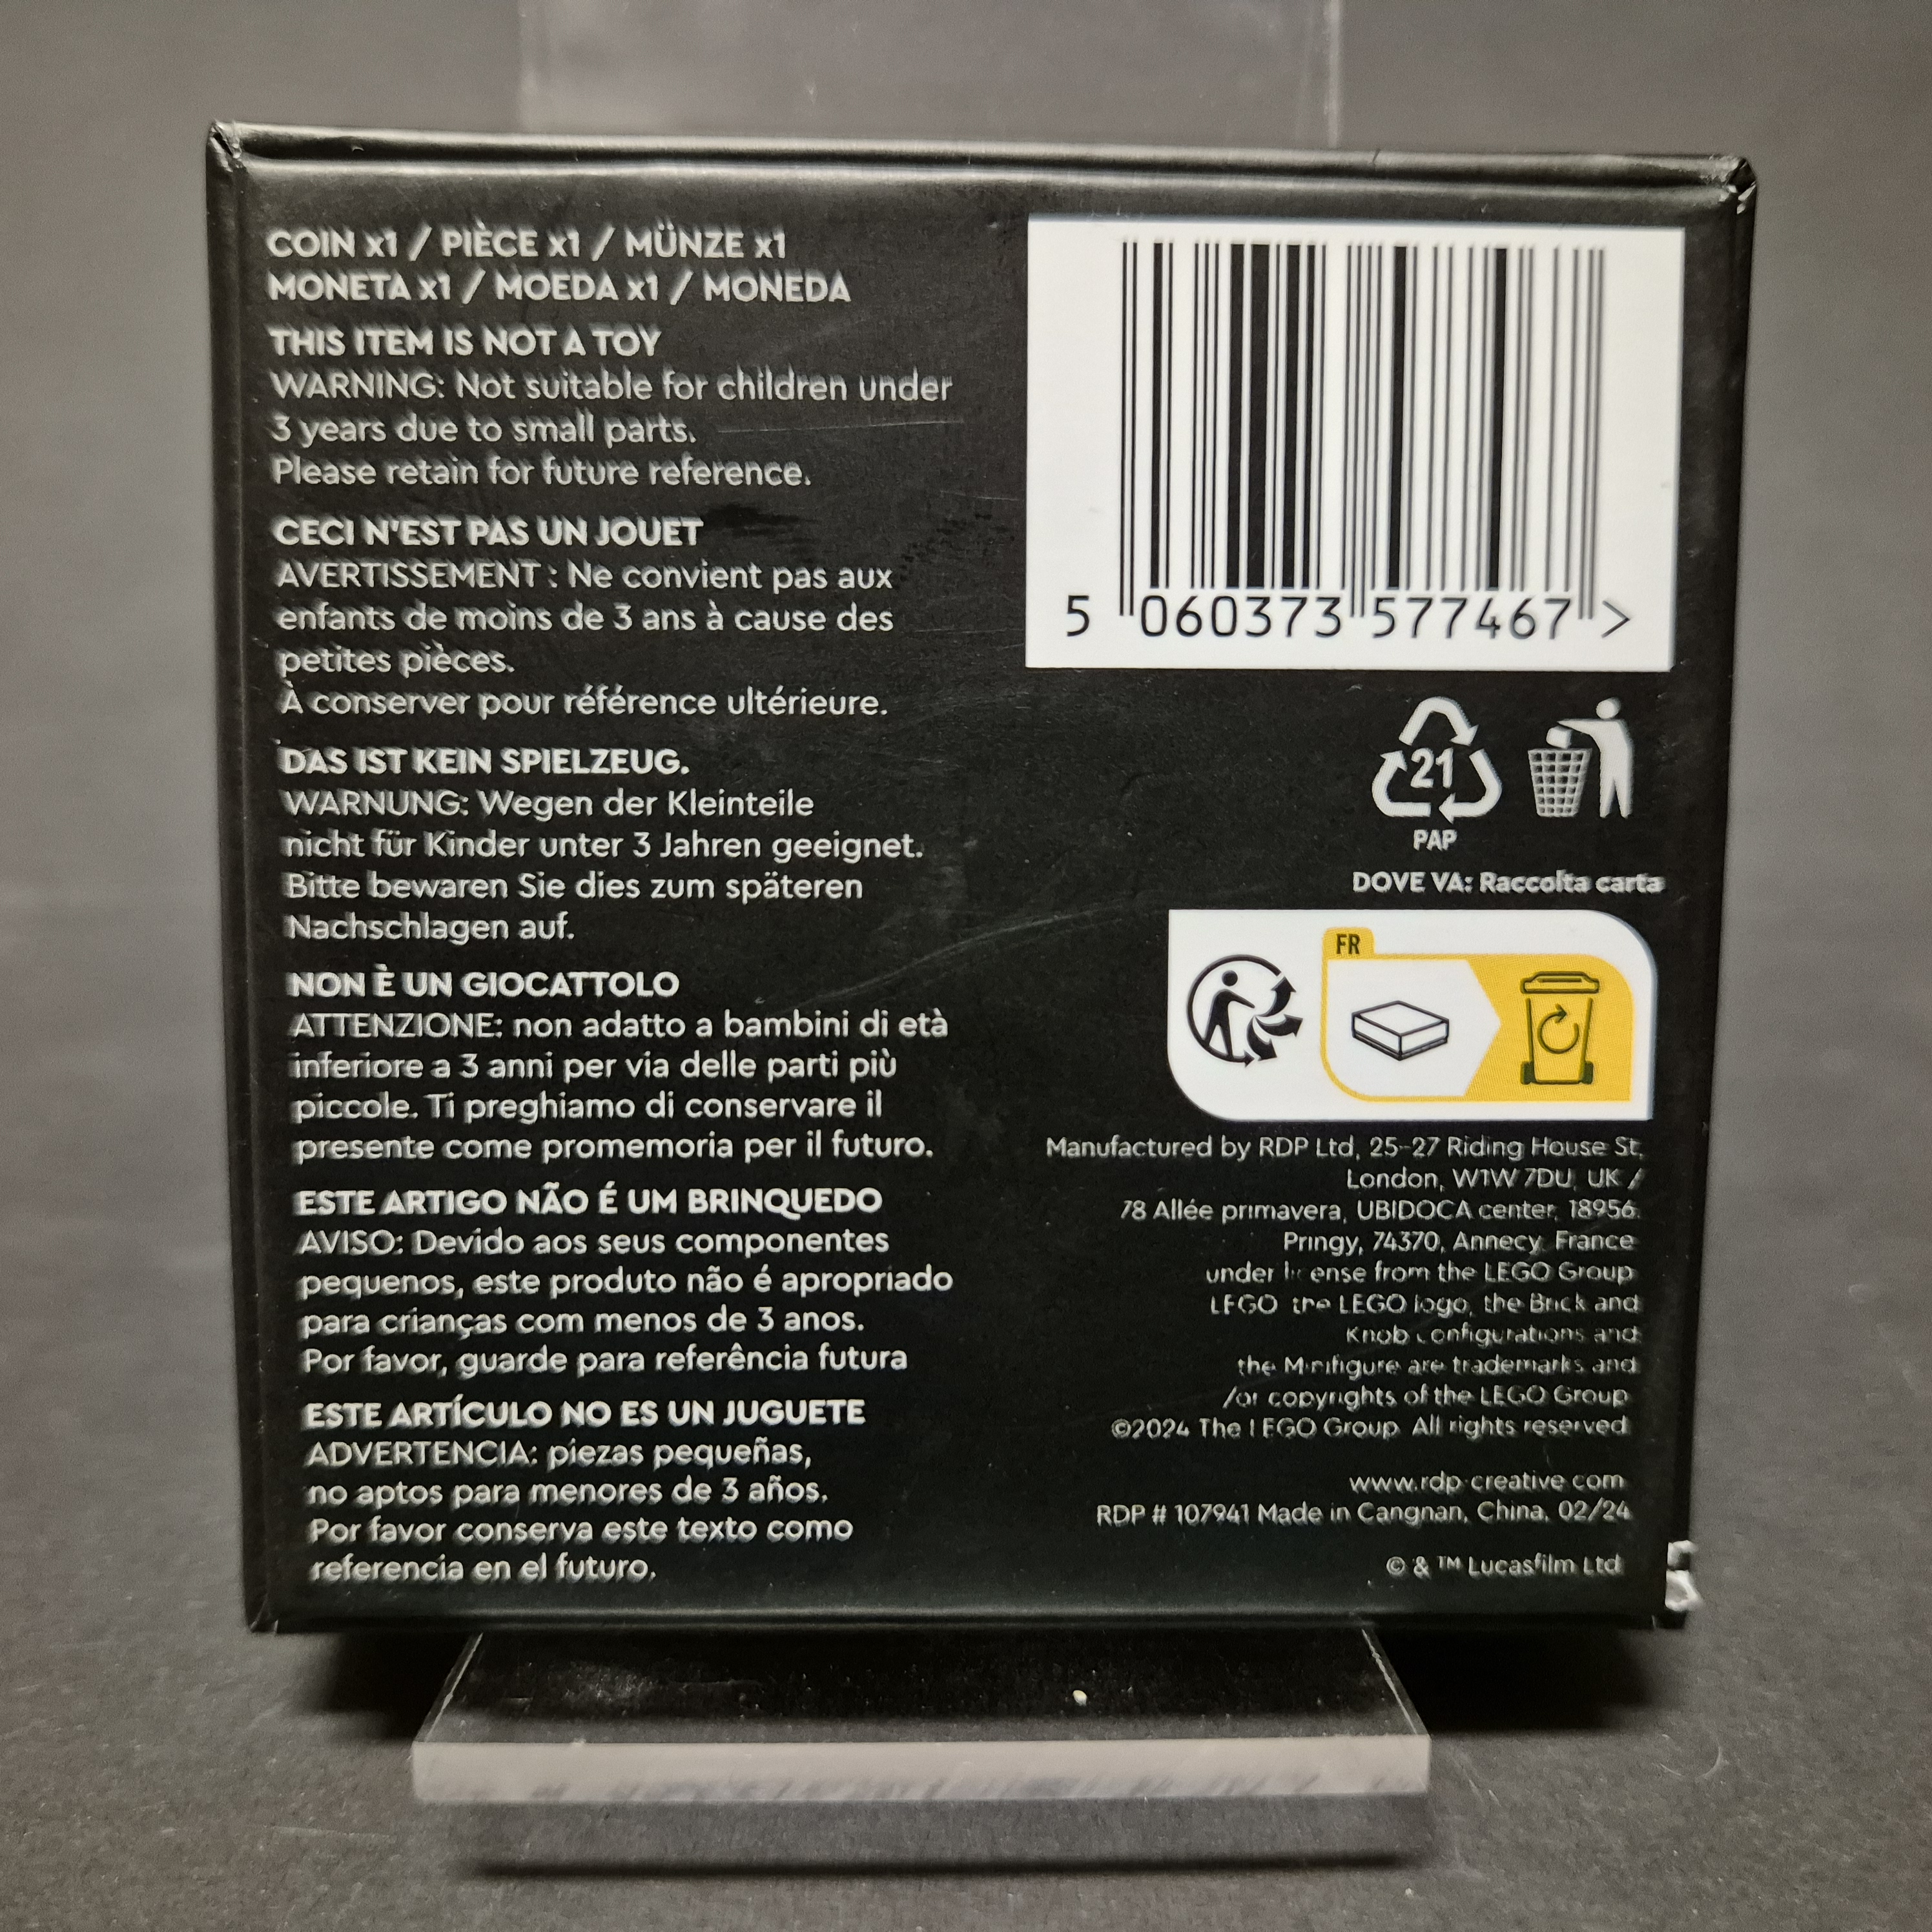 COIN x1 / PIÈCE x1 / MÜNZE x1
MONETA x1 / MOEDA x1 / MONEDA
THIS ITEM IS NOT A TOY
WARNING: Not suitable for children under
3 years due to small parts.
Please retain for future reference.
CECI N'EST PAS UN JOUET
AVERTISSEMENT : Ne convient pas aux
enfants de moins de 3 ans à cause des
petites pièces.
À conserver pour référence ultérieure.
DAS IST KEIN SPIELZEUG.
WARNUNG: Wegen der Kleinteile
nicht für Kinder unter 3 Jahren geeignet.
Bitte bewaren Sie dies zum späteren
Nachschlagen auf.
NON È UN GIOCATTOLO
ATTENZIONE: non adatto a bambini di età
inferiore a 3 anni per via delle parti più
piccole. Ti preghiamo di conservare il
presente come promemoria per il futuro.
ESTE ARTIGO NÃO É UM BRINQUEDO
AVISO: Devido aos seus componentes
pequenos, este produto não é apropriado
para crianças com menos de 3 anos.
Por favor, guarde para referência futura
ESTE ARTÍCULO NO ES UN JUGUETE
ADVERTENCIA: piezas pequeñas,
no aptos para menores de 3 años.
Por favor conserva este texto como
referencia en el futuro.
5 060373 577467 >
21
PAP
DOVE VA: Raccolta carta
FR
Manufactured by RDP Ltd, 25-27 Riding House St,
London, W1W 7DU, UK /
78 Allée primavera, UBIDOCA center, 18956.
Pringy, 74370, Annecy, France
under license from the LEGO Group
LEGO, the LEGO logo, the Brick and
Knob configurations and
the Minifigure are trademarks and
/or copyrights of the LEGO Group
©2024 The LEGO Group. All rights reserved
www.rdp-creative.com
RDP # 107941 Made in Cangnan, China. 02/24
© & ™ Lucasfilm Ltd